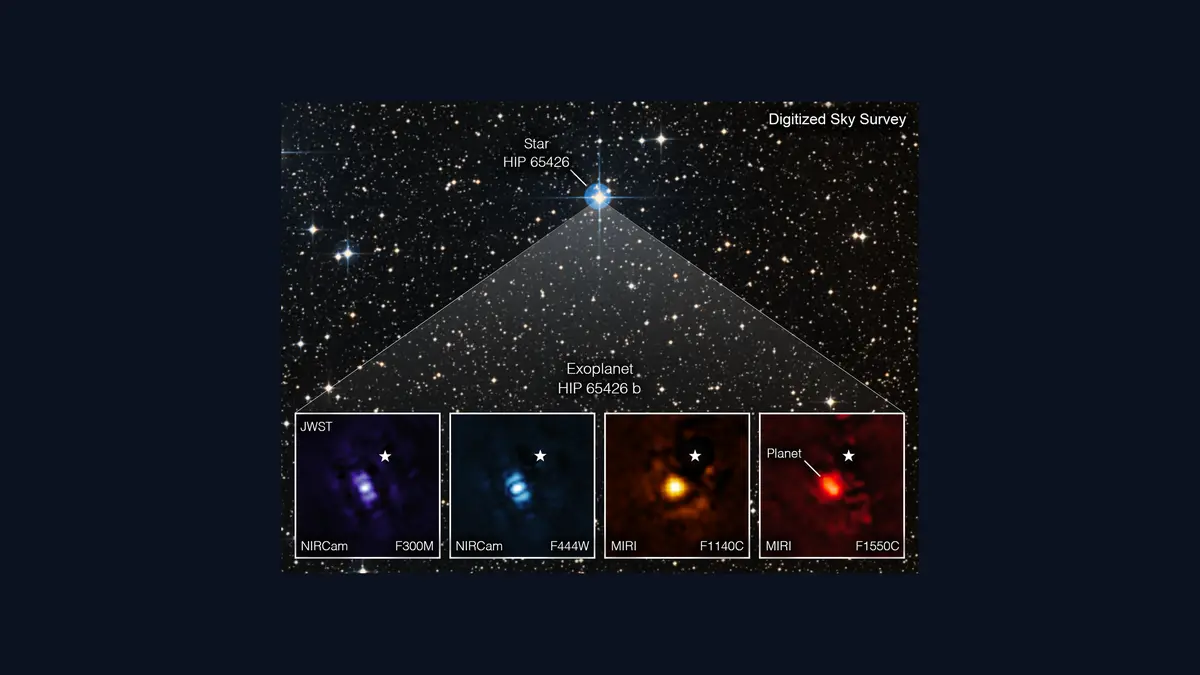 Digitized Sky Survey
Star
HIP 65426
Exoplanet
HIP 65426 b
JWST
NIRCam
F300M
NIRCam
F444W
MIRI
F1140C
Planet
MIRI
F1550C